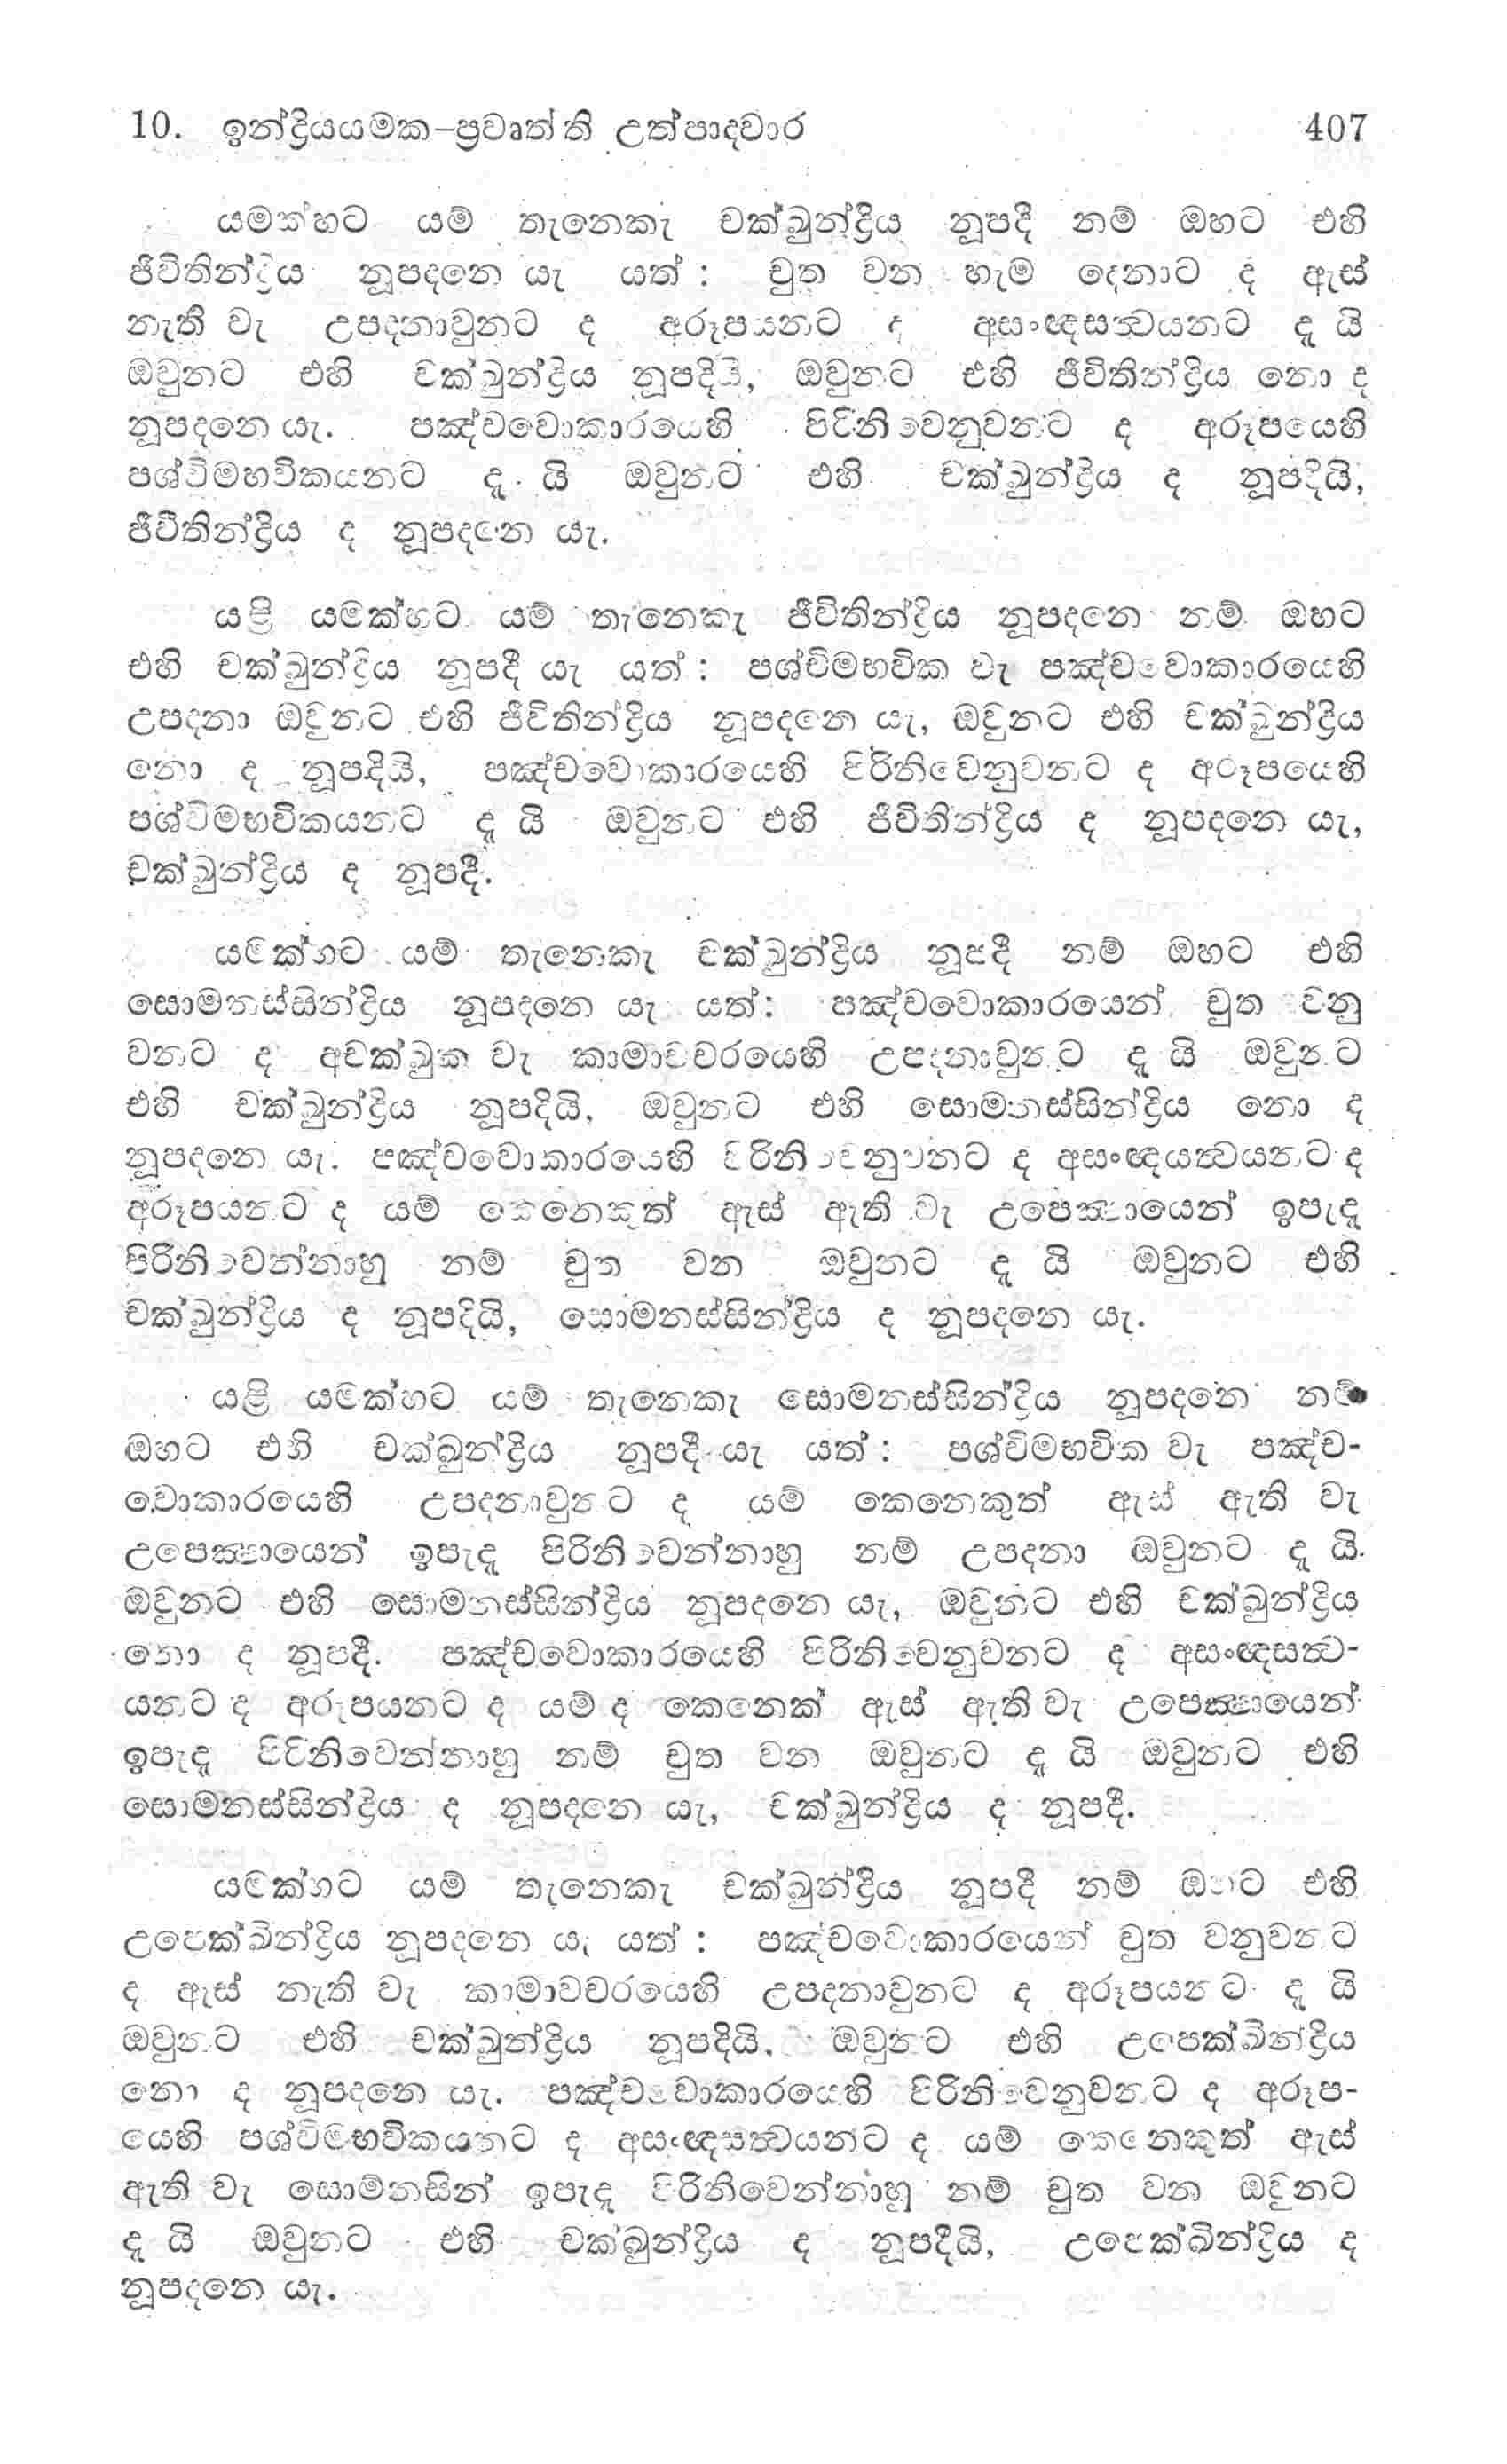 10. ඉන්ද්‍රියයමක–ප්‍රවෘත්ති උත්පාදවාර 407
යමක්හට යම් තැනෙකැ චක්ඛුන්ද්‍රිය නූපදී නම් ඔහට එහි
ජීවිතින්ද්‍රිය නූපදනෙ යැ යත් : චුත වන හැම දෙනාට ද ඇස්
නැති වැ උපදනාවුනට ද අරූපයනට ද අසංඥසත්‍වයනට දැ යි
ඔවුනට එහි චක්ඛුන්ද්‍රිය නූපදියි, ඔවුනට එහි ජීවිතින්ද්‍රිය නො ද
නූපදනෙ යැ. පඤ්චවොකාරයෙහි පිරිනිවෙනුවනට ද අරූපයෙහි
පශ්චිමභවිකයනට දැ යි ඔවුනට එහි චක්ඛුන්ද්‍රිය ද නූපදියි,
ජීවිතින්ද්‍රිය ද නූපදනෙ යැ.
යළි යමක්හට යම් තැනෙකැ ජීවිතින්ද්‍රිය නූපදනෙ නම් ඔහට
එහි චක්ඛුන්ද්‍රිය නූපදී යැ යත් : පශ්චිමභවික වැ පඤ්චවොකාරයෙහි
උපදනා ඔවුනට එහි ජීවිතින්ද්‍රිය නූපදනෙ යැ, ඔවුනට එහි චක්ඛුන්ද්‍රිය
නො ද නූපදියි, පඤ්චවොකාරයෙහි පිරිනිවෙනුවනට ද අරූපයෙහි
පශ්චිමභවිකයනට දැ යි ඔවුනට එහි ජීවිතින්ද්‍රිය ද නූපදනෙ යැ,
චක්ඛුන්ද්‍රිය ද නූපදී.
යමක්හට යම් තැනෙකැ චක්ඛුන්ද්‍රිය නූපදී නම් ඔහට එහි
සොමනස්සින්ද්‍රිය නූපදනෙ යැ යත්: පඤ්චවොකාරයෙන් චුත වනු
වනට ද අචක්ඛුක වැ කාමාවචරයෙහි උපදනාවුනට දැ යි ඔවුනට
එහි චක්ඛුන්ද්‍රිය නූපදියි, ඔවුනට එහි සොමනස්සින්ද්‍රිය නො ද
නූපදනෙ යැ. පඤ්චවොකාරයෙහි පිරිනිවෙනුවනට ද අසංඥයත්‍වයනට ද
අරූපයනට ද යම් කෙනෙකුත් ඇස් ඇති වැ උපෙක්‍ෂායෙන් ඉපැදැ
පිරිනිවෙන්නාහු නම් චුත වන ඔවුනට දැ යි ඔවුනට එහි
චක්ඛුන්ද්‍රිය ද නූපදියි, සොමනස්සින්ද්‍රිය ද නූපදනෙ යැ.
යළි යමක්හට යම් තැනෙකැ සොමනස්සින්ද්‍රිය නූපදනෙ නම්
ඔහට එහි චක්ඛුන්ද්‍රිය නූපදී යැ යත් : පශ්චිමභවික වැ පඤ්ච-
වොකාරයෙහි උපදනාවුනට ද යම් කෙනෙකුත් ඇස් ඇති වැ
උපෙක්‍ෂායෙන් ඉපැදැ පිරිනිවෙන්නාහු නම් උපදනා ඔවුනට දැ යි.
ඔවුනට එහි සොමනස්සින්ද්‍රිය නූපදනෙ යැ, ඔවුනට එහි චක්ඛුන්ද්‍රිය
නො ද නූපදී. පඤ්චවොකාරයෙහි පිරිනිවෙනුවනට ද අසංඥසත්‍ව-
යනට ද අරූපයනට ද යම් ද කෙනෙක් ඇස් ඇති වැ උපෙක්‍ෂායෙන්
ඉපැදැ පිරිනිවෙන්නාහු නම් චුත වන ඔවුනට දැ යි ඔවුනට එහි
සොමනස්සින්ද්‍රිය ද නූපදනෙ යැ, චක්ඛුන්ද්‍රිය ද නූපදී.
යමක්හට යම් තැනෙකැ චක්ඛුන්ද්‍රිය නූපදී නම් ඔහට එහි
උපෙක්ඛින්ද්‍රිය නූපදනෙ යැ යත් : පඤ්චවොකාරයෙන් චුත වනුවනට
ද ඇස් නැති වැ කාමාවචරයෙහි උපදනාවුනට ද අරූපයනට දැ යි
ඔවුනට එහි චක්ඛුන්ද්‍රිය නූපදියි, ඔවුනට එහි උපෙක්ඛින්ද්‍රිය
නො ද නූපදනෙ යැ. පඤ්චවොකාරයෙහි පිරිනිවෙනුවනට ද අරූප-
යෙහි පශ්චිමභවිකයනට ද අසංඥසත්‍වයනට ද යම් කෙනෙකුත් ඇස්
ඇති වැ සොම්නසින් ඉපැදැ පිරිනිවෙන්නාහු නම් චුත වන ඔවුනට
දැ යි ඔවුනට එහි චක්ඛුන්ද්‍රිය ද නූපදියි, උපෙක්ඛින්ද්‍රිය ද
නූපදනෙ යැ.